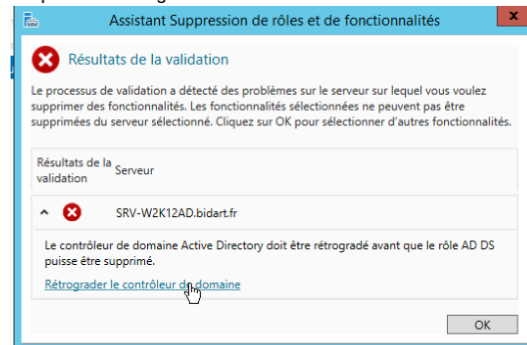 Assistant Suppression de rôles et de fonctionnalités
x
Résultats de la validation
Le processus de validation a détecté des problèmes sur le serveur sur lequel vous voulez
supprimer des fonctionnalités. Les fonctionnalités sélectionnées ne peuvent pas être
supprimées du serveur sélectionné. Cliquez sur OK pour sélectionner d'autres fonctionnalités.
Résultats de la
validation
Serveur
SRV-W2K12AD.bidart.fr
Le contrôleur de domaine Active Directory doit être rétrogradé avant que le rôle AD DS
puisse être supprimé.
Rétrograder le contrôleur de domaine
OK